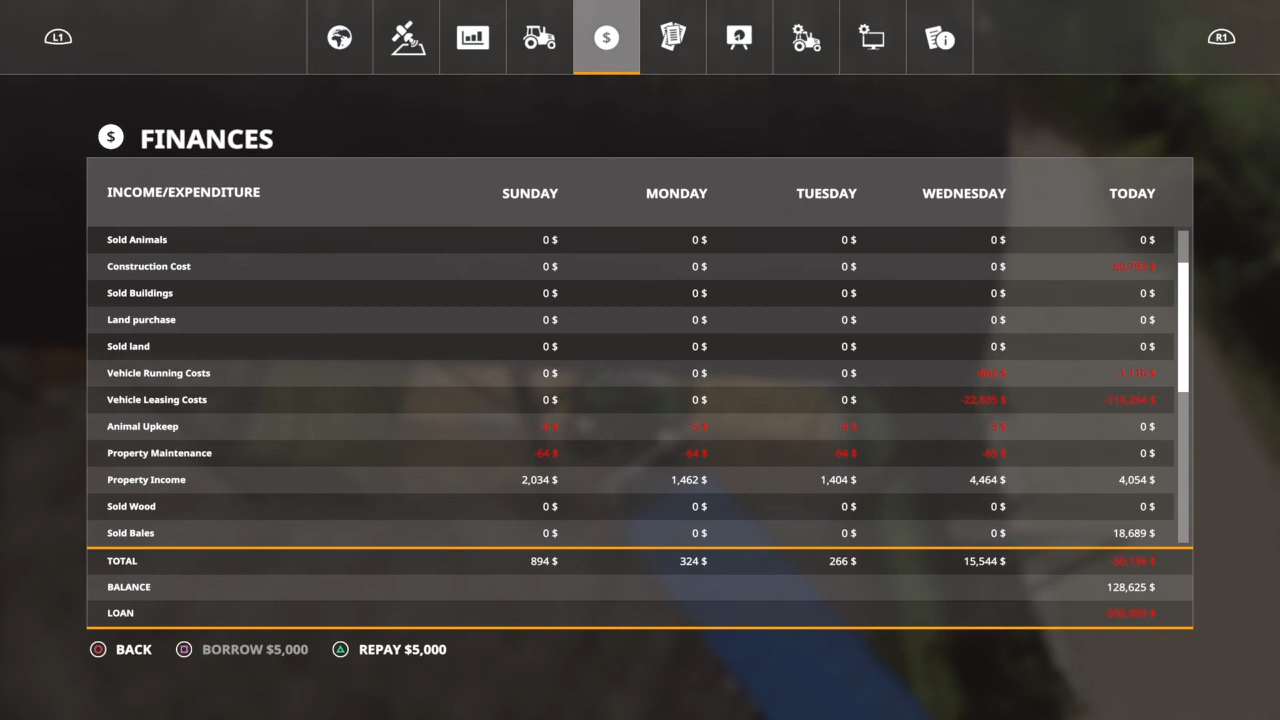 L1
R1
$
$ FINANCES
INCOME/EXPENDITURE SUNDAY MONDAY TUESDAY WEDNESDAY TODAY
Sold Animals 0 $ 0 $ 0 $ 0 $ 0 $
Construction Cost 0 $ 0 $ 0 $ 0 $
Sold Buildings 0 $ 0 $ 0 $ 0 $ 0 $
Land purchase 0 $ 0 $ 0 $ 0 $ 0 $
Sold land 0 $ 0 $ 0 $ 0 $ 0 $
Vehicle Running Costs 0 $ 0 $ 0 $
Vehicle Leasing Costs 0 $ 0 $ 0 $ -22,835 $
Animal Upkeep 0 $
Property Maintenance -64 $ -64 $ -64 $ 0 $
Property Income 2,034 $ 1,462 $ 1,404 $ 4,464 $ 4,054 $
Sold Wood 0 $ 0 $ 0 $ 0 $ 0 $
Sold Bales 0 $ 0 $ 0 $ 0 $ 18,689 $
TOTAL 894 $ 324 $ 266 $ 15,544 $
BALANCE 128,625 $
LOAN
BACK BORROW $5,000 REPAY $5,000